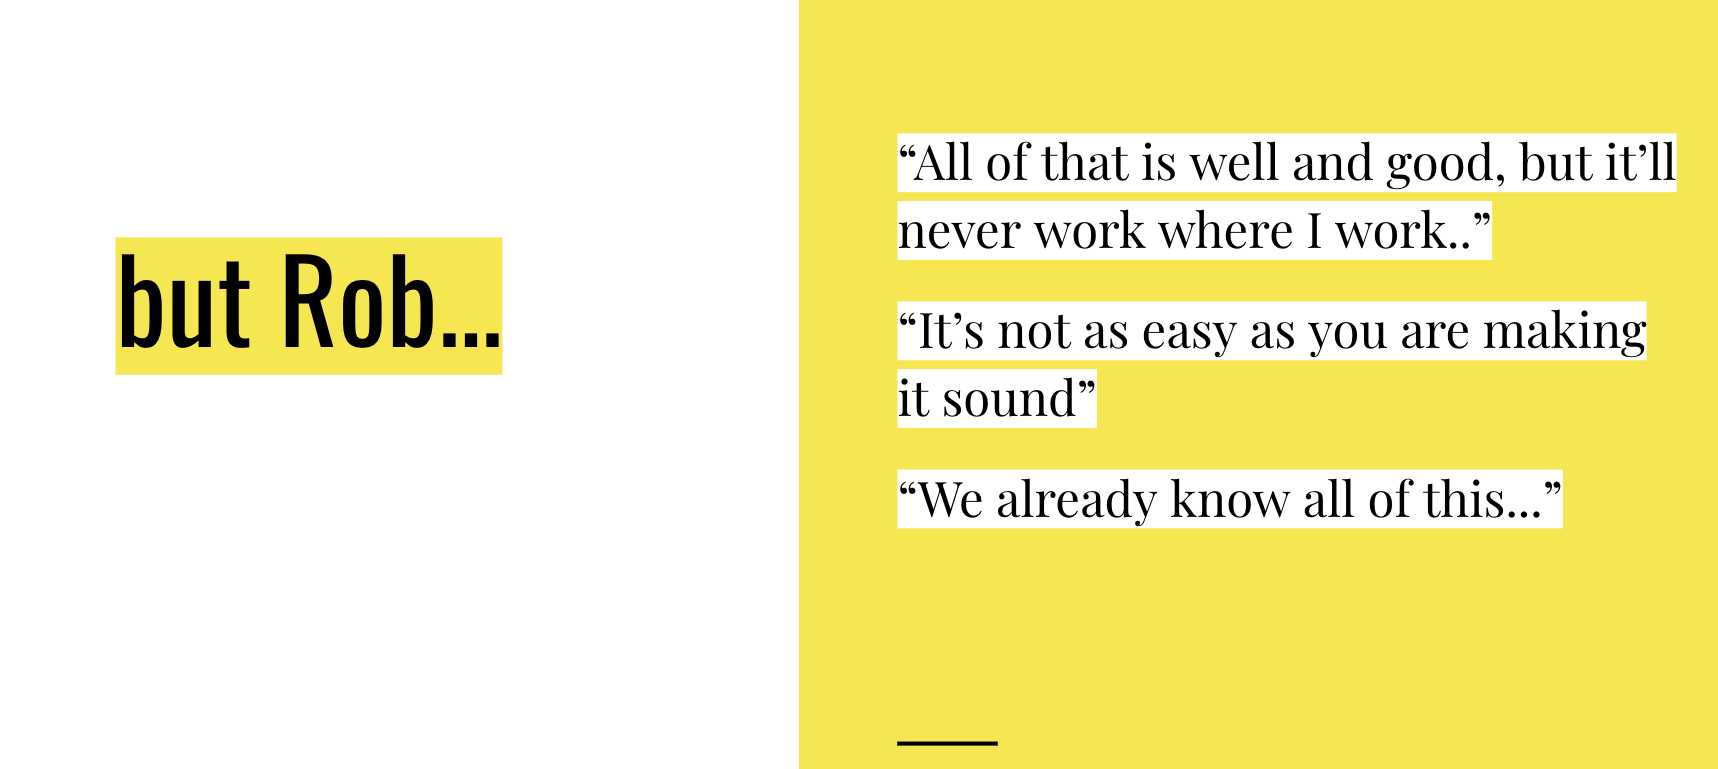 but Rob...
“All of that is well and good, but it’ll
never work where I work..”
“It’s not as easy as you are making
it sound”
“We already know all of this...”